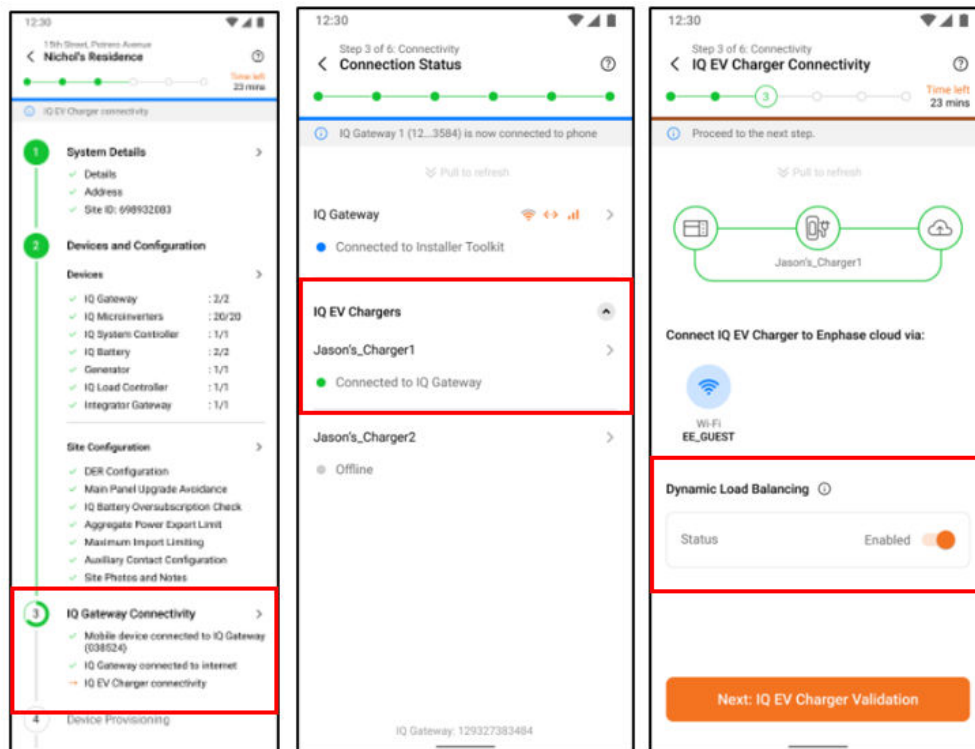 12:30
15th Street, Potrero Avenue
Nichol's Residence
Time left
23 mins
IQ EV Charger connectivity
1
System Details
Details
Address
Site ID: 698932083
2
Devices and Configuration
Devices
IQ Gateway : 2/2
IQ Microinverters : 20/20
IQ System Controller : 1/1
IQ Battery : 2/2
Generator : 1/1
IQ Load Controller : 1/1
Integrator Gateway : 1/1
Site Configuration
DER Configuration
Main Panel Upgrade Avoidance
IQ Battery Oversubscription Check
Aggregate Power Export Limit
Maximum Import Limiting
Auxiliary Contact Configuration
Site Photos and Notes
3
IQ Gateway Connectivity
Mobile device connected to IQ Gateway
(038524)
IQ Gateway connected to internet
IQ EV Charger connectivity
4
Device Provisioning
12:30
Step 3 of 6: Connectivity
Connection Status
IQ Gateway 1 (12...3584) is now connected to phone
Pull to refresh
IQ Gateway
Connected to Installer Toolkit
IQ EV Chargers
Jason's_Charger1
Connected to IQ Gateway
Jason's_Charger2
Offline
IQ Gateway: 129327383484
12:30
Step 3 of 6: Connectivity
IQ EV Charger Connectivity
3
Time left
23 mins
Proceed to the next step.
Pull to refresh
Jason's_Charger1
Connect IQ EV Charger to Enphase cloud via:
Wi-Fi
EE_GUEST
Dynamic Load Balancing
Status Enabled
Next: IQ EV Charger Validation